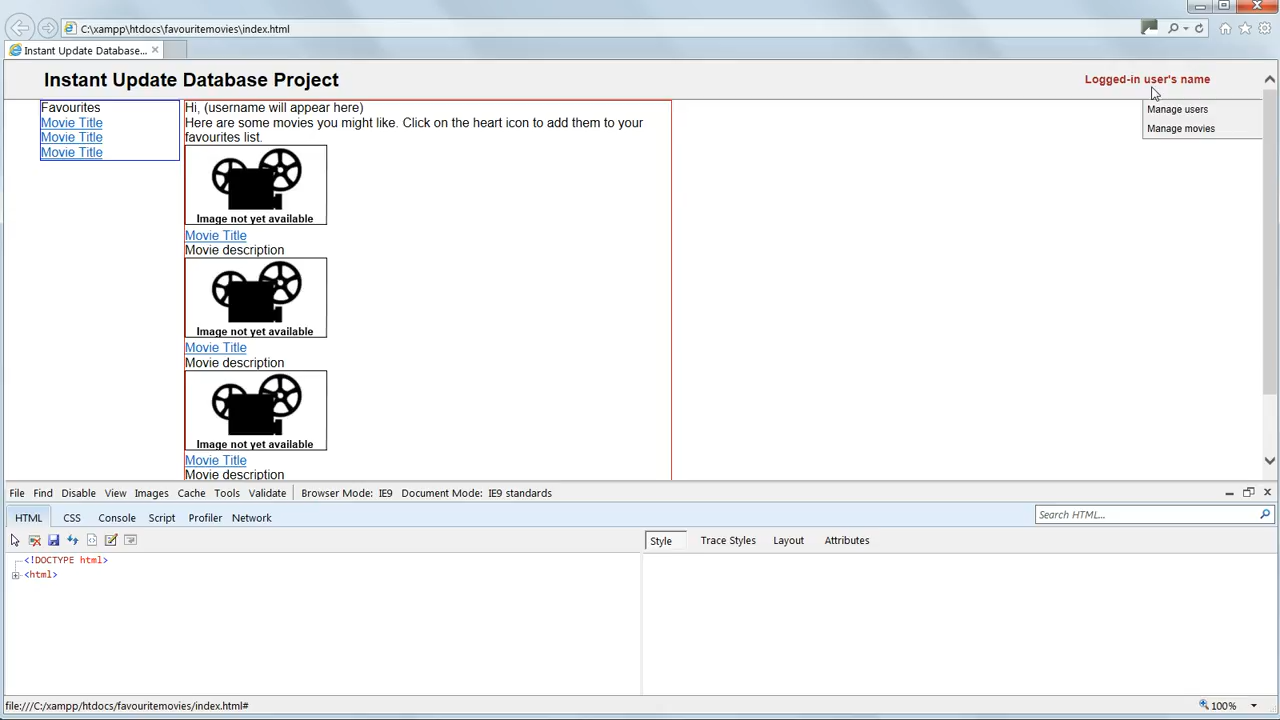 C:\xampp\htdocs\favouritemovies\index.html
Instant Update Database...
Instant Update Database Project
Logged-in user's name
Manage users
Manage movies
Favourites
Movie Title
Movie Title
Movie Title
Hi, (username will appear here)
Here are some movies you might like. Click on the heart icon to add them to your
favourites list.
Image not yet available
Movie Title
Movie description
Image not yet available
Movie Title
Movie description
Image not yet available
Movie Title
Movie description
File Find Disable View Images Cache Tools Validate Browser Mode: IE9 Document Mode: IE9 standards
HTML CSS Console Script Profiler Network
Search HTML...
Style Trace Styles Layout Attributes
<!DOCTYPE html>
<html>
file:///C:/xampp/htdocs/favouritemovies/index.html#
100%